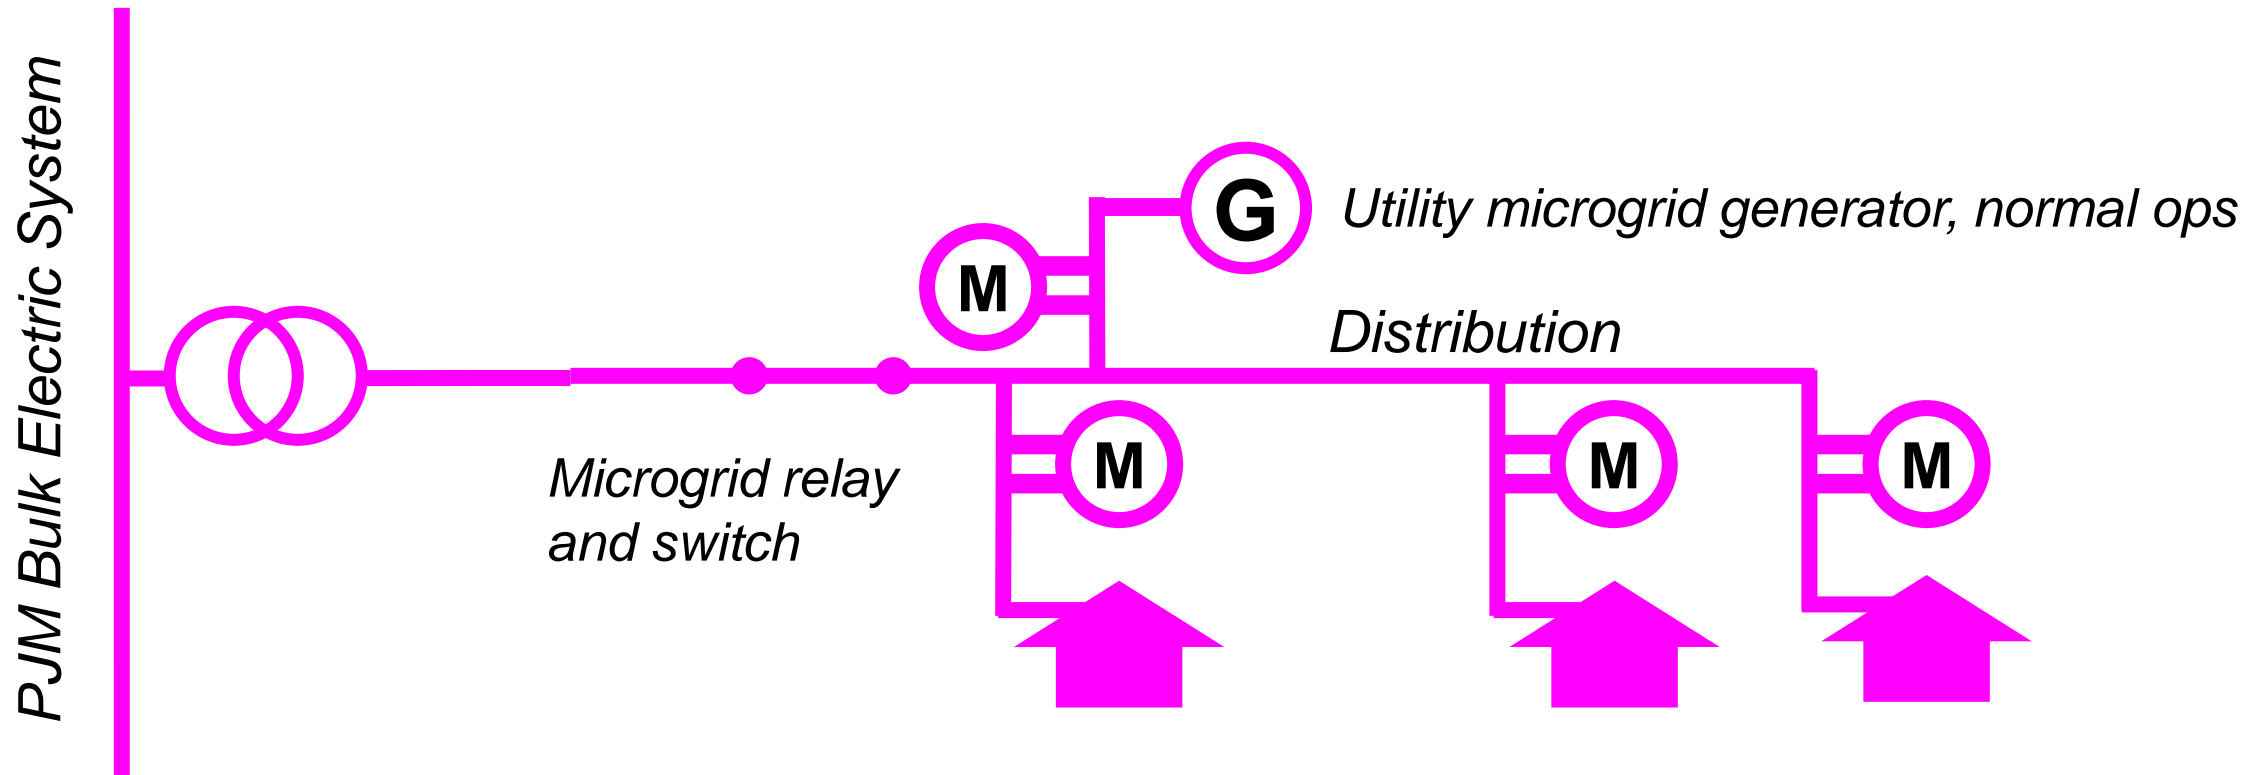 PJM Bulk Electric System
G
Utility microgrid generator, normal ops
M
Distribution
Microgrid relay
and switch
M
M
M